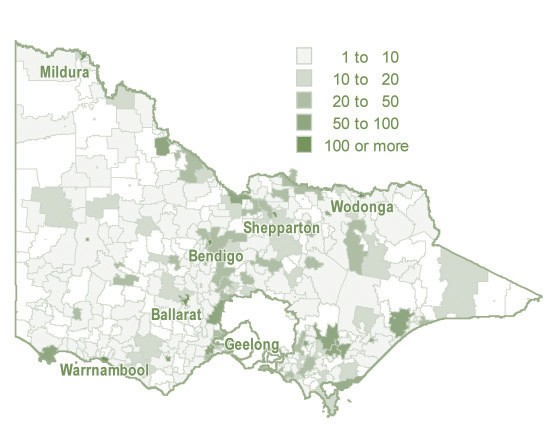 Mildura
1 to 10
10 to 20
20 to 50
50 to 100
100 or more
Wodonga
Shepparton
Bendigo
Ballarat
Geelong
Warrnambool